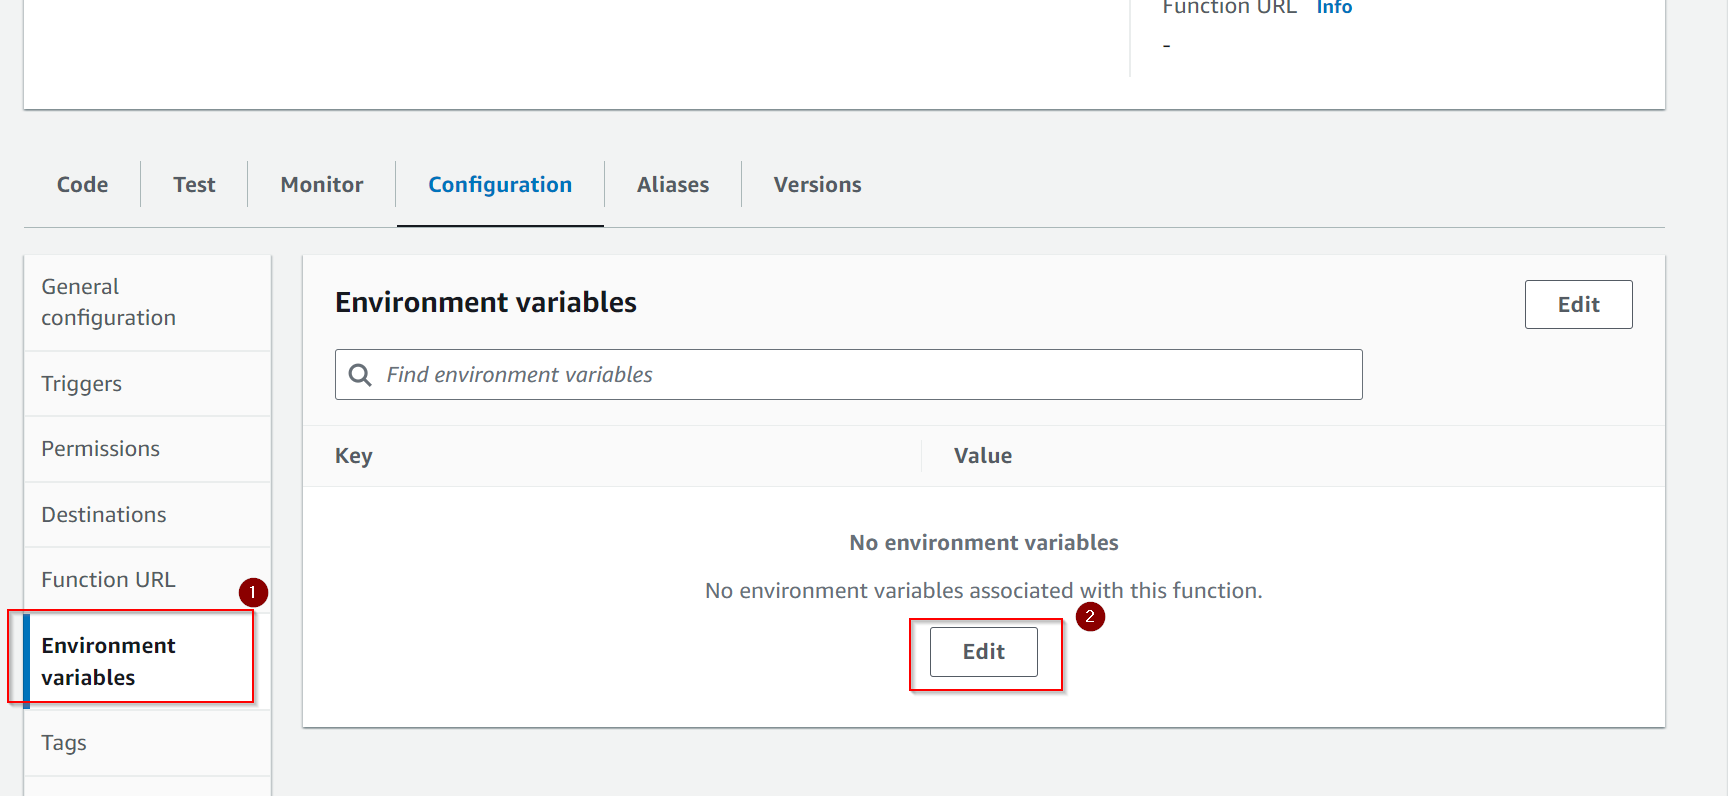 Function URL Info
-
Code Test Monitor Configuration Aliases Versions
General
configuration
Triggers
Permissions
Destinations
Function URL
1
Environment
variables
Tags
Environment variables
Edit
Find environment variables
Key Value
No environment variables
No environment variables associated with this function.
2
Edit